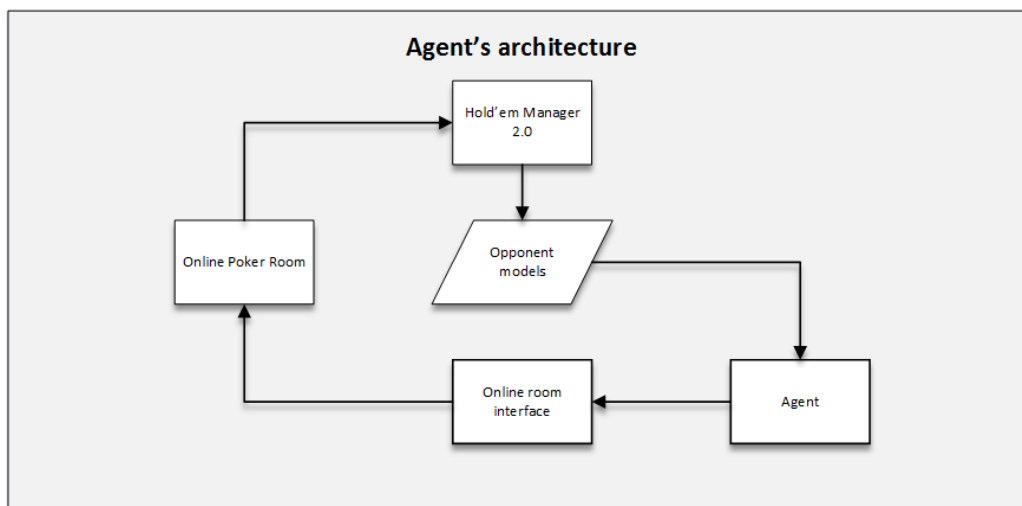 Agent’s architecture
Hold’em Manager
2.0
Online Poker Room
Opponent
models
Online room
interface
Agent